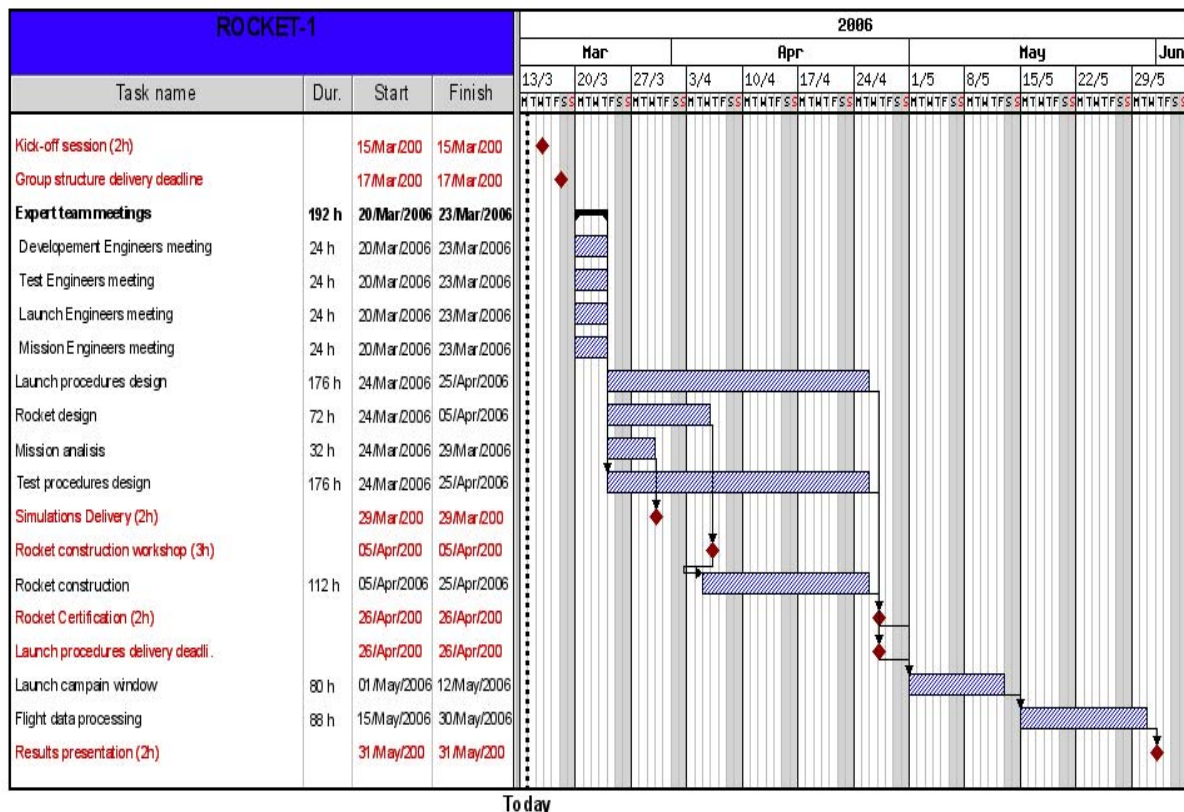 ROCKET-1
2006
Mar Apr May Jun
13/3 20/3 27/3 3/4 10/4 17/4 24/4 1/5 8/5 15/5 22/5 29/5
Task name Dur. Start Finish
M T W T F S S M T W T F S S M T W T F S S M T W T F S S M T W T F S S M T W T F S S M T W T F S S M T W T F S S M T W T F S S M T W T F S S M T W T F S S M T W T F S S
Kick-off session (2h) 15/Mar/200 15/Mar/200
Group structure delivery deadline 17/Mar/200 17/Mar/200
Expert team meetings 192 h 20/Mar/2006 23/Mar/2006
Developement Engineers meeting 24 h 20/Mar/2006 23/Mar/2006
Test Engineers meeting 24 h 20/Mar/2006 23/Mar/2006
Launch Engineers meeting 24 h 20/Mar/2006 23/Mar/2006
Mission Engineers meeting 24 h 20/Mar/2006 23/Mar/2006
Launch procedures design 176 h 24/Mar/2006 25/Apr/2006
Rocket design 72 h 24/Mar/2006 05/Apr/2006
Mission analisis 32 h 24/Mar/2006 29/Mar/2006
Test procedures design 176 h 24/Mar/2006 25/Apr/2006
Simulations Delivery (2h) 29/Mar/200 29/Mar/200
Rocket construction workshop (3h) 05/Apr/200 05/Apr/200
Rocket construction 112 h 05/Apr/2006 25/Apr/2006
Rocket Certification (2h) 26/Apr/200 26/Apr/200
Launch procedures delivery deadli. 26/Apr/200 26/Apr/200
Launch campain window 80 h 01/May/2006 12/May/2006
Flight data processing 88 h 15/May/2006 30/May/2006
Results presentation (2h) 31/May/200 31/May/200
Today